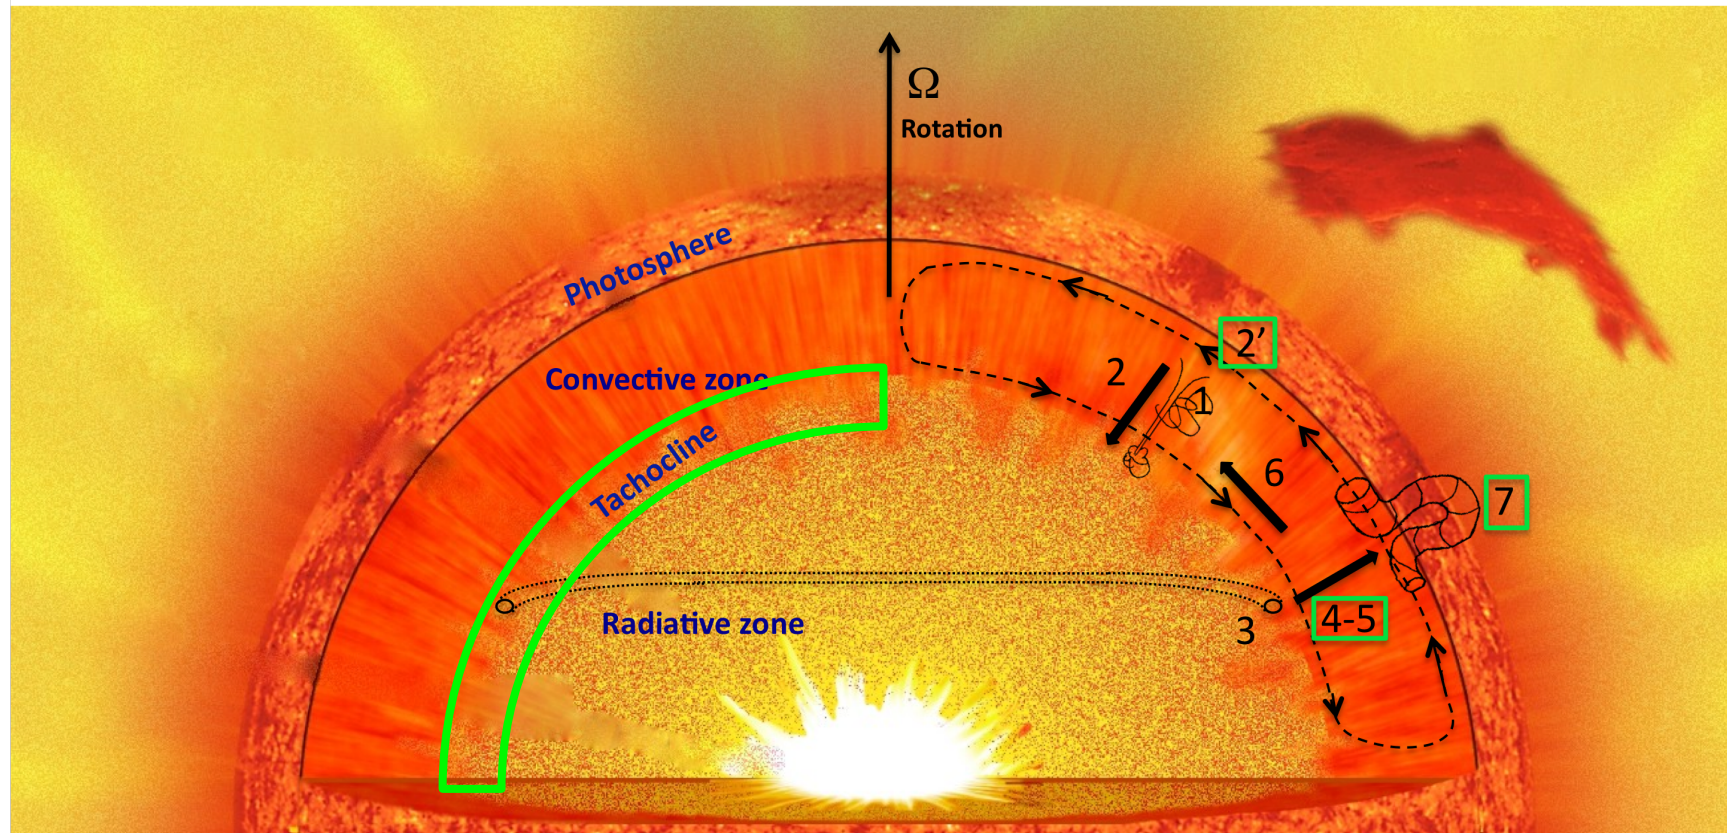 Ω
Rotation
Photosphere
2’
Convective zone
2
1
Tachocline
6
7
Radiative zone
3
4-5